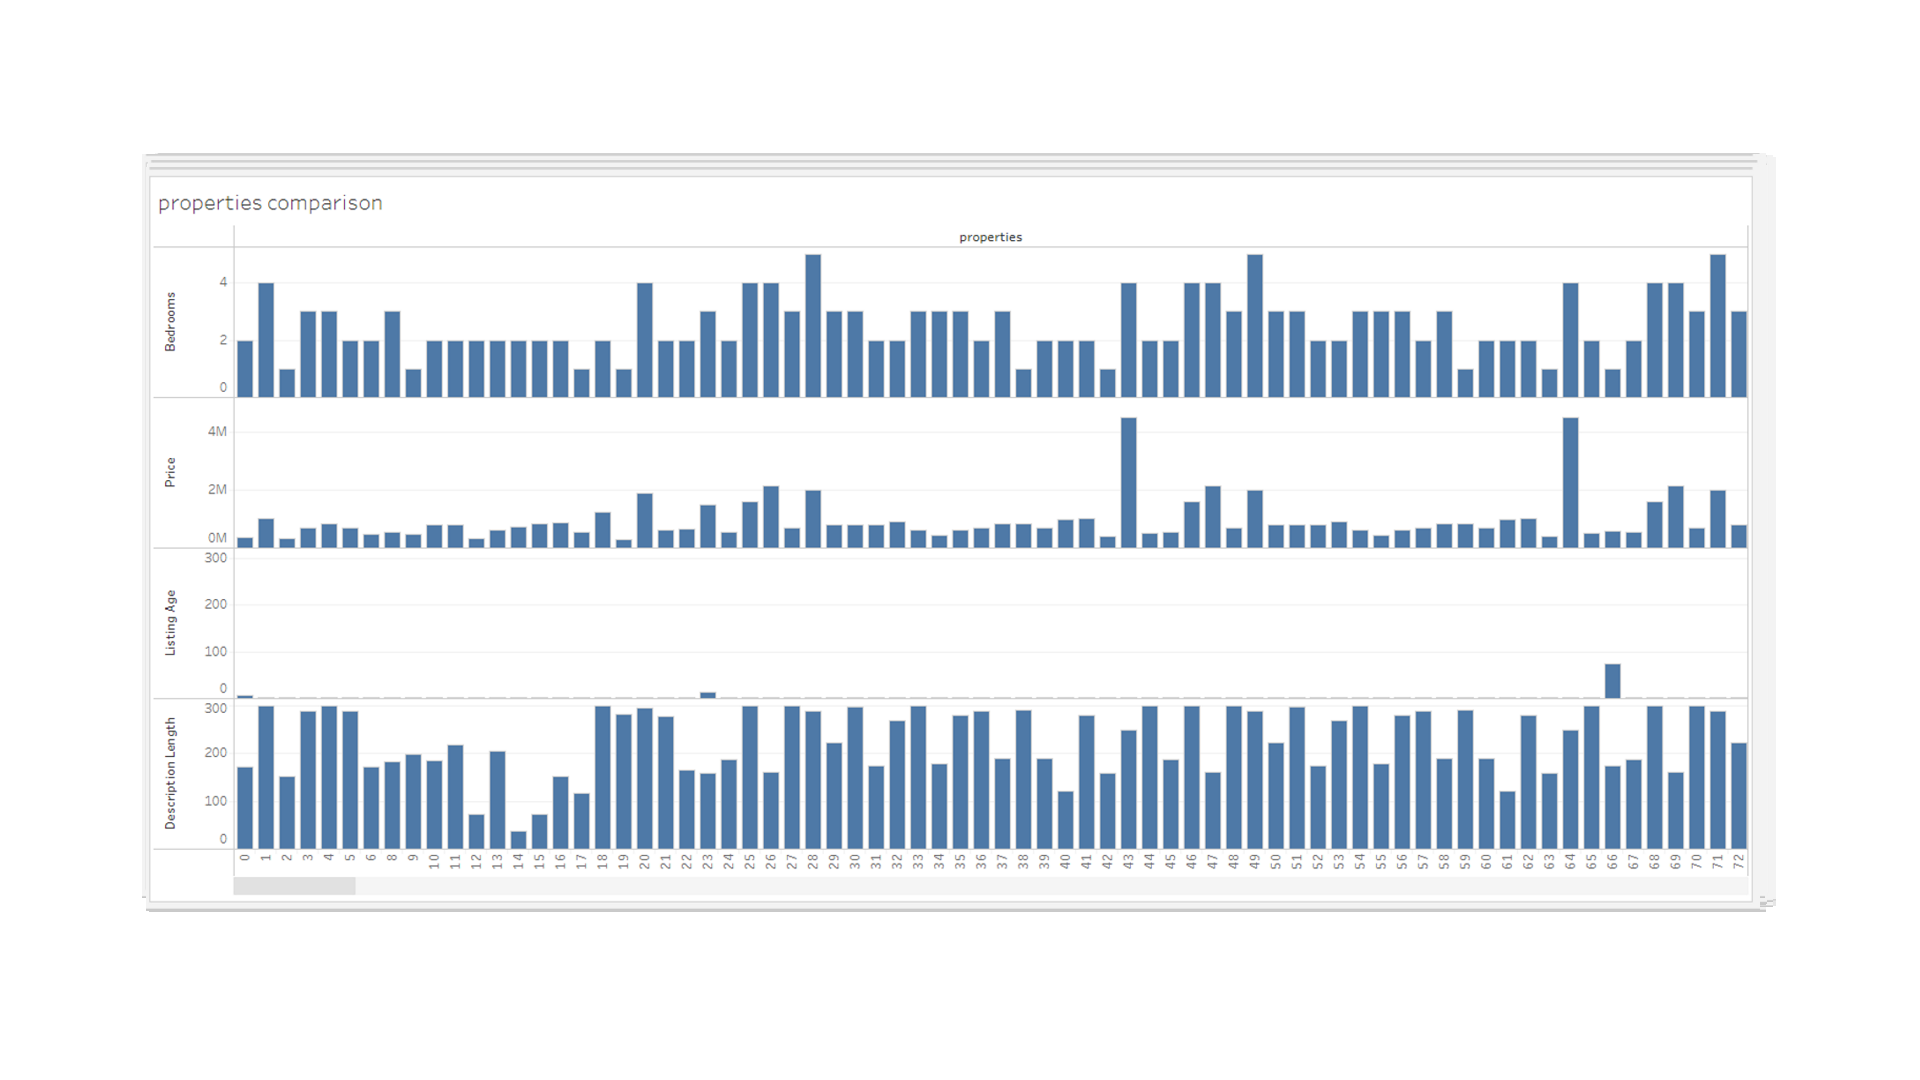 properties comparison
properties
Bedrooms
4
2
0
Price
4M
2M
0M
Listing Age
300
200
100
0
Description Length
300
200
100
0
0 1 2 3 4 5 6 8 9 10 11 12 13 14 15 16 17 18 19 20 21 22 23 24 25 26 27 28 29 30 31 32 33 34 35 36 37 38 39 40 41 42 43 44 45 46 47 48 49 50 51 52 53 54 55 56 57 58 59 60 61 62 63 64 65 66 67 68 69 70 71 72